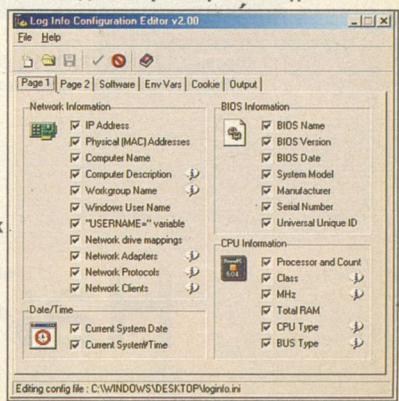 Log Info Configuration Editor v2.00
File Help
Page 1 Page 2 Software Env Vars Cookie Output
Network Information
IP Address
Physical (MAC) Addresses
Computer Name
Computer Description
Workgroup Name
Windows User Name
"USERNAME=" variable
Network drive mappings
Network Adapters
Network Protocols
Network Clients
Date/Time
Current System Date
Current System Time
BIOS Information
BIOS Name
BIOS Version
BIOS Date
System Model
Manufacturer
Serial Number
Universal Unique ID
CPU Information
Processor and Count
Class
MHz
Total RAM
CPU Type
BUS Type
Editing config file : C:\WINDOWS\DESKTOP\loginfo.ini